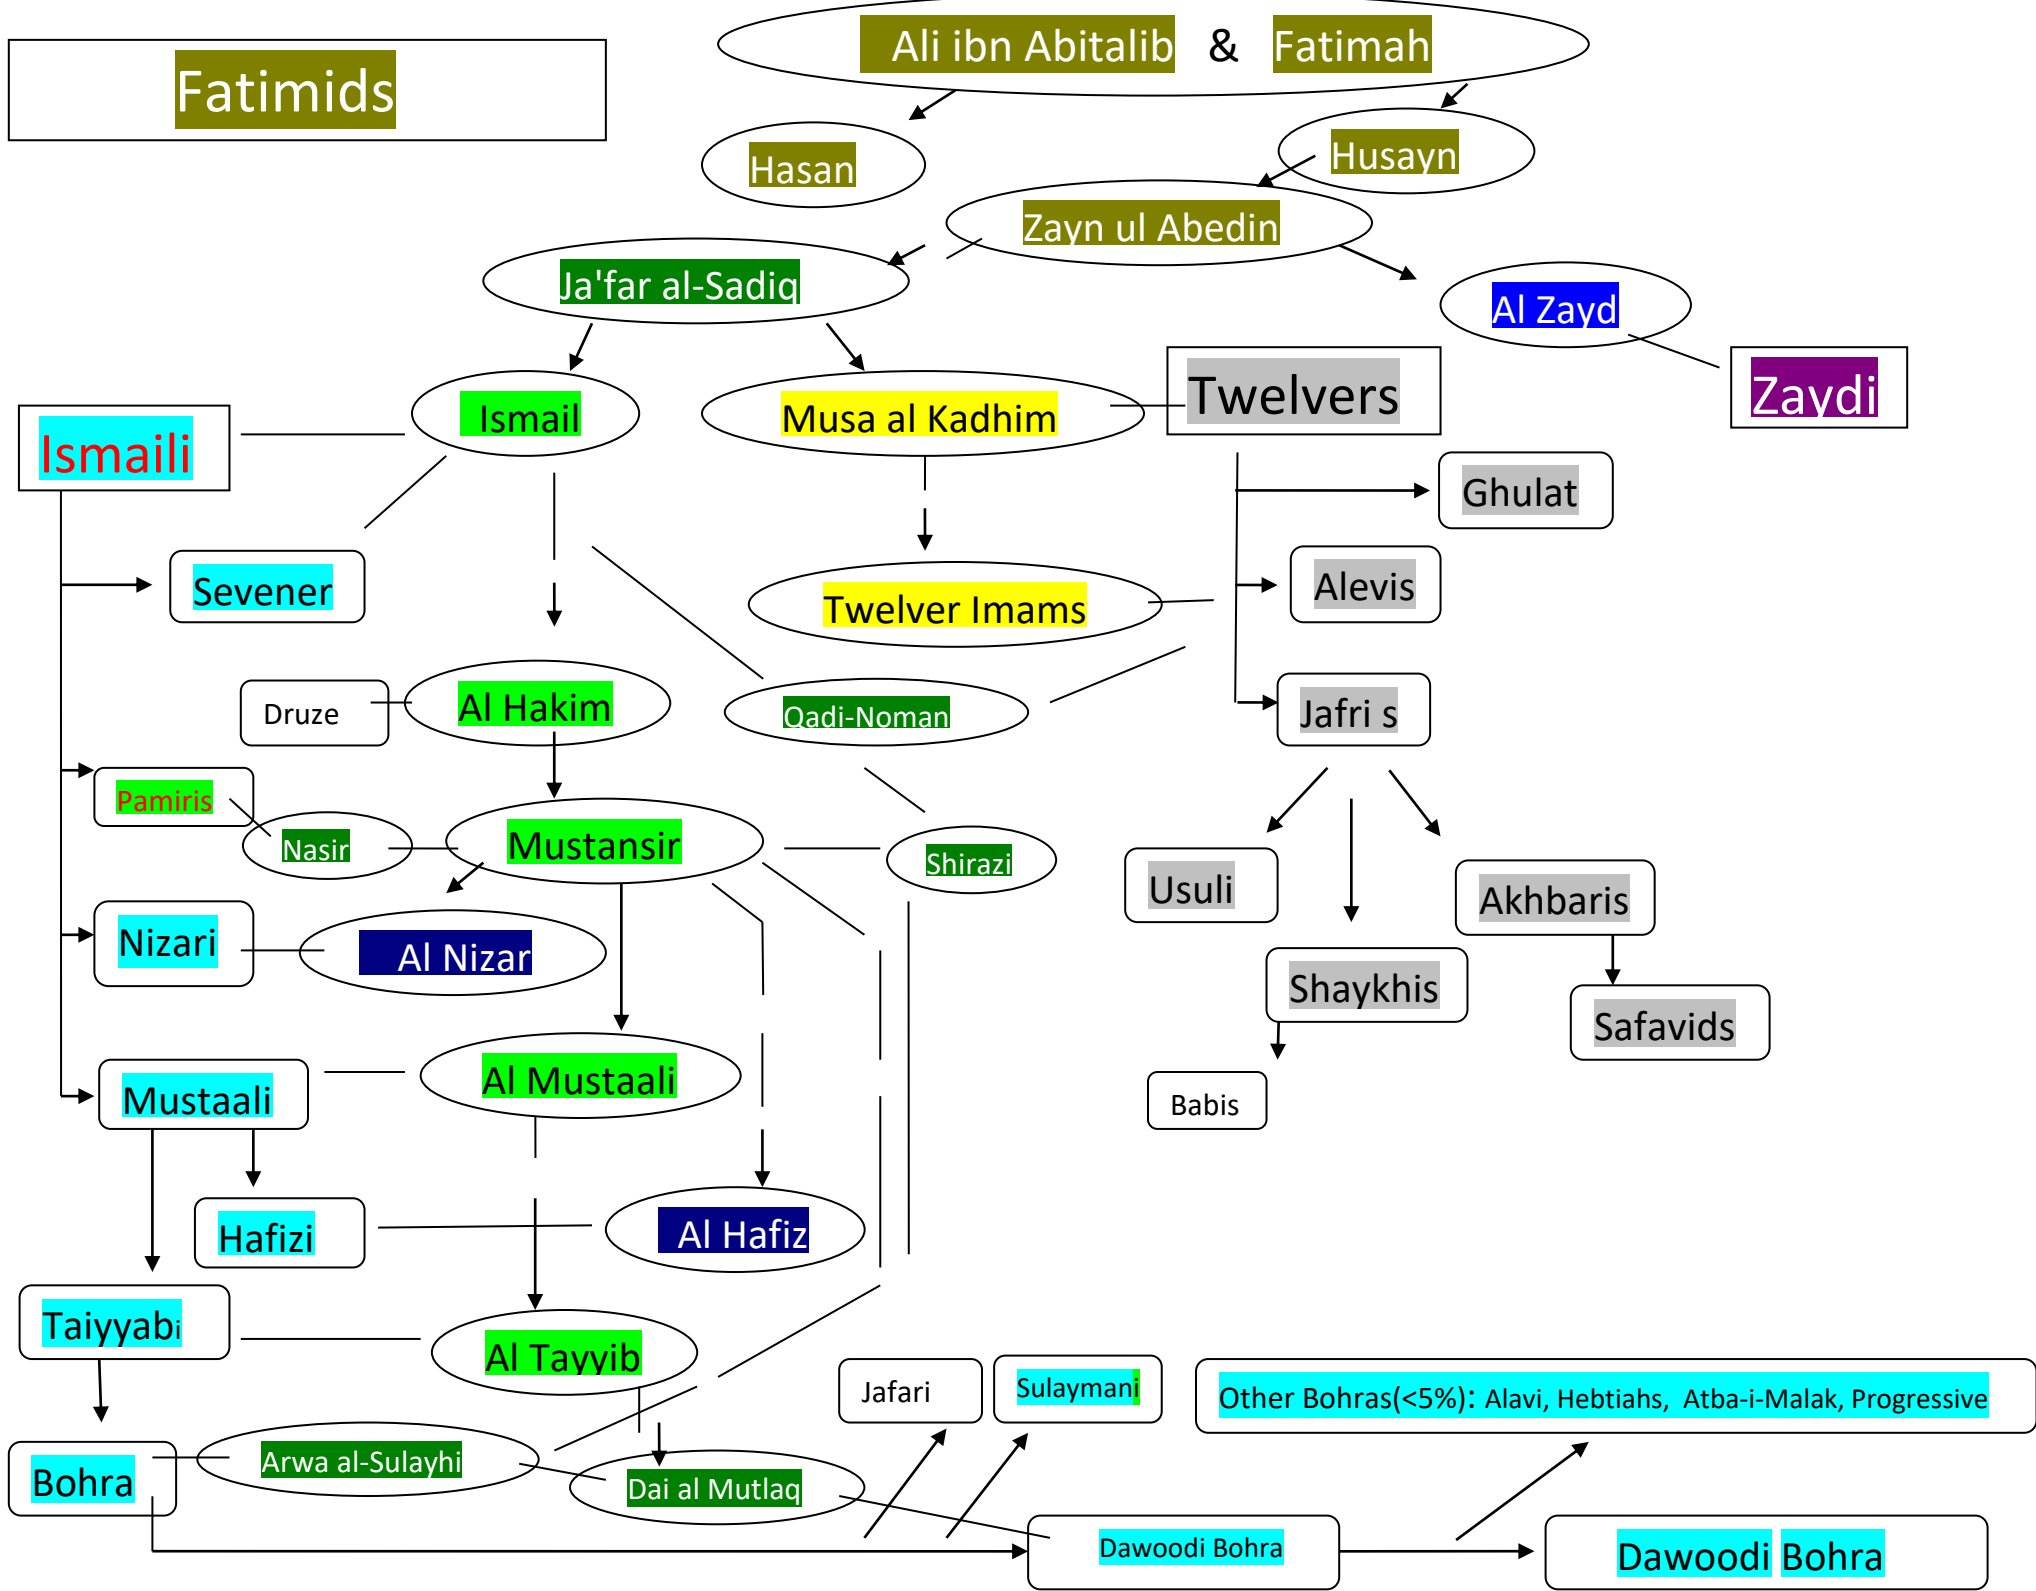 Ali ibn Abitalib & Fatimah
Fatimids
Hasan
Husayn
Zayn ul Abedin
Ja'far al-Sadiq
Al Zayd
Ismail
Musa al Kadhim
Twelvers
Zaydi
Ismaili
Ghulat
Sevener
Twelver Imams
Alevis
Druze
Al Hakim
Qadi-Noman
Jafri s
Pamiris
Nasir
Mustansir
Shirazi
Usuli
Akhbaris
Nizari
Al Nizar
Shaykhis
Safavids
Mustaali
Al Mustaali
Babis
Hafizi
Al Hafiz
Taiyyabi
Al Tayyib
Jafari
Sulaymani
Other Bohras(<5%): Alavi, Hebtiahs, Atba-i-Malak, Progressive
Bohra
Arwa al-Sulayhi
Dai al Mutlaq
Dawoodi Bohra
Dawoodi Bohra